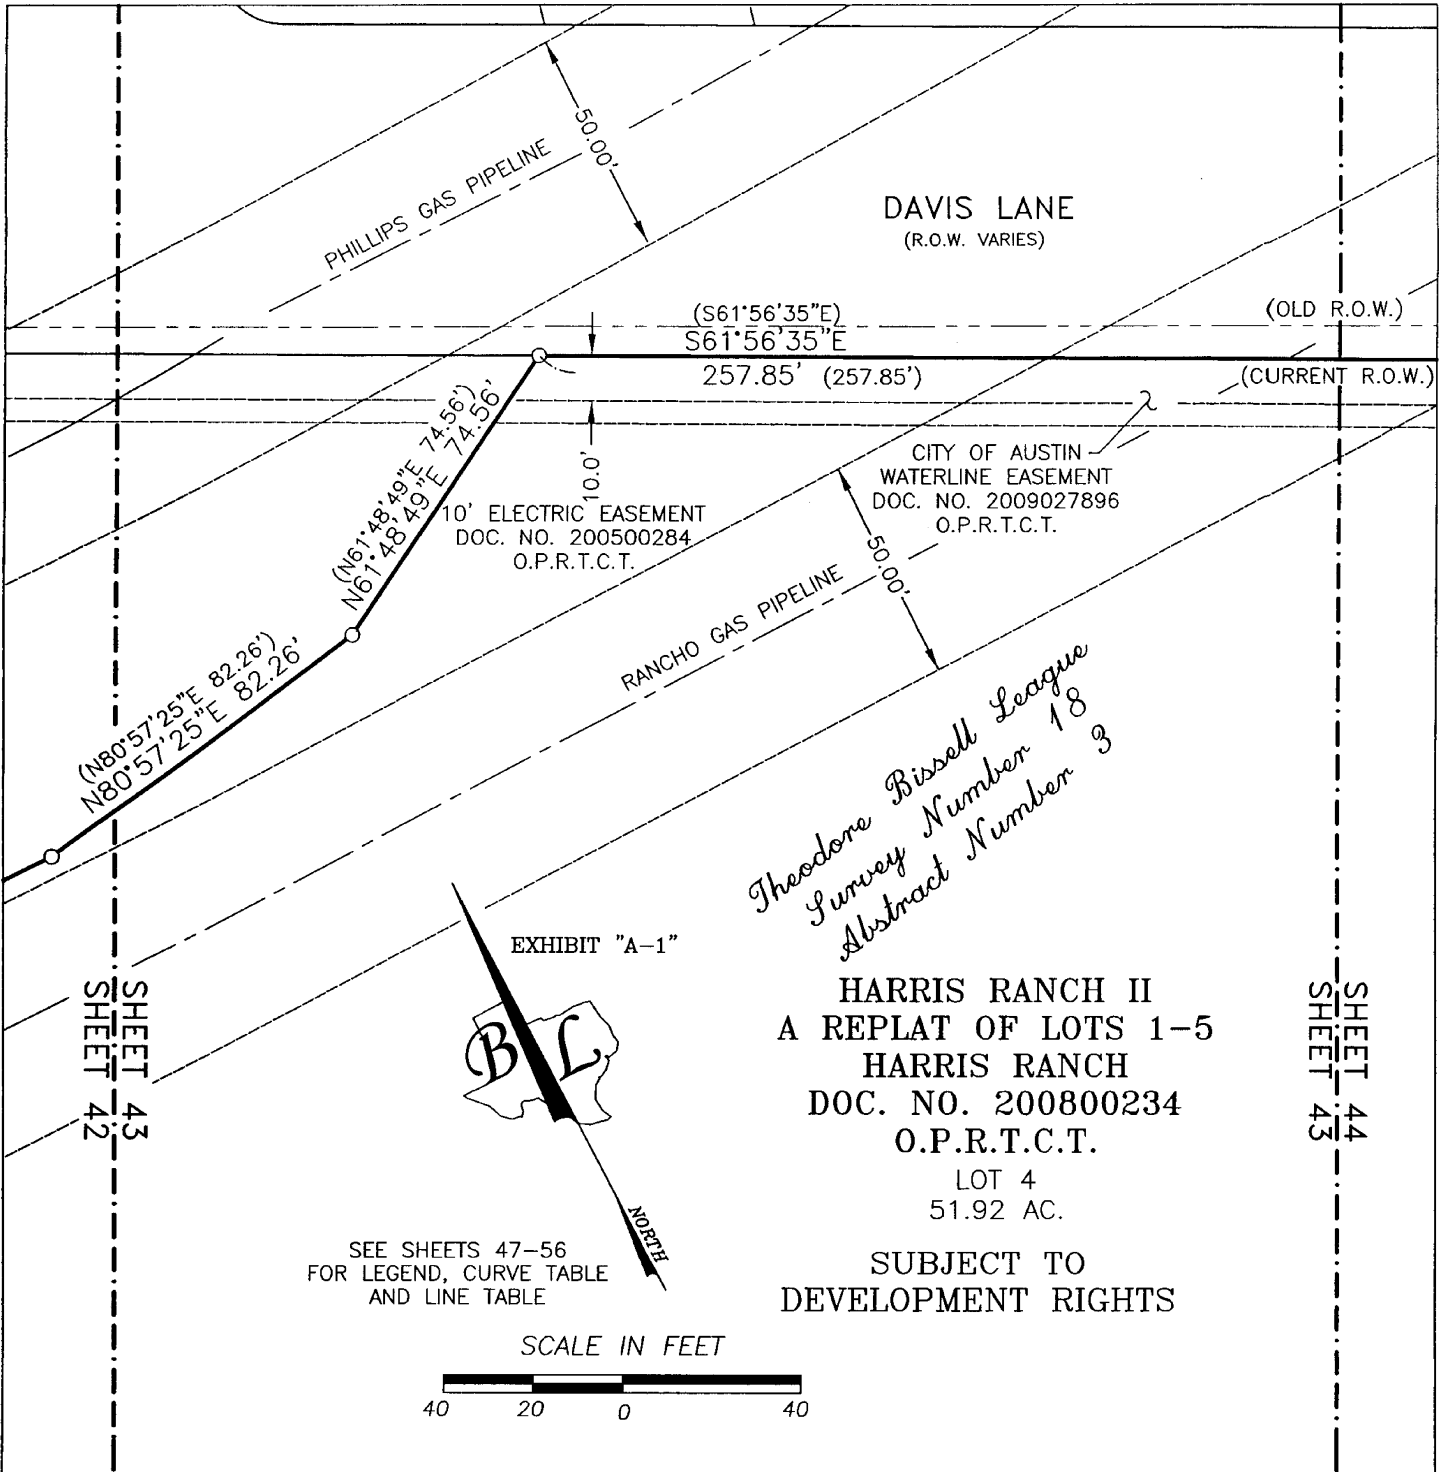 50.00'
PHILLIPS GAS PIPELINE
DAVIS LANE
(R.O.W. VARIES)
(S61°56'35"E)
S61°56'35"E
257.85' (257.85')
(OLD R.O.W.)
(CURRENT R.O.W.)
(N61°48'49"E 74.56')
N61°48'49"E 74.56'
10.0'
10' ELECTRIC EASEMENT
DOC. NO. 200500284
O.P.R.T.C.T.
CITY OF AUSTIN
WATERLINE EASEMENT
DOC. NO. 2009027896
O.P.R.T.C.T.
50.00'
RANCHO GAS PIPELINE
(N80°57'25"E 82.26')
N80°57'25"E 82.26'
Theodore Bissell League
Survey Number 18
Abstract Number 3
EXHIBIT "A-1"
B L
NORTH
SHEET 43
SHEET 42
SHEET 44
SHEET 43
HARRIS RANCH II
A REPLAT OF LOTS 1-5
HARRIS RANCH
DOC. NO. 200800234
O.P.R.T.C.T.
LOT 4
51.92 AC.
SUBJECT TO
DEVELOPMENT RIGHTS
SEE SHEETS 47-56
FOR LEGEND, CURVE TABLE
AND LINE TABLE
SCALE IN FEET
40 20 0 40